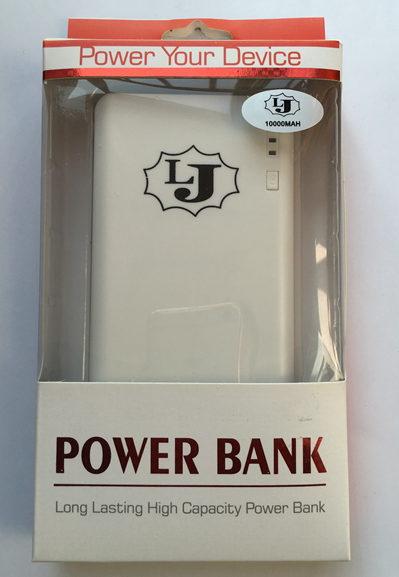 Power Your Device
LJ
10000MAH
LJ
POWER BANK
Long Lasting High Capacity Power Bank